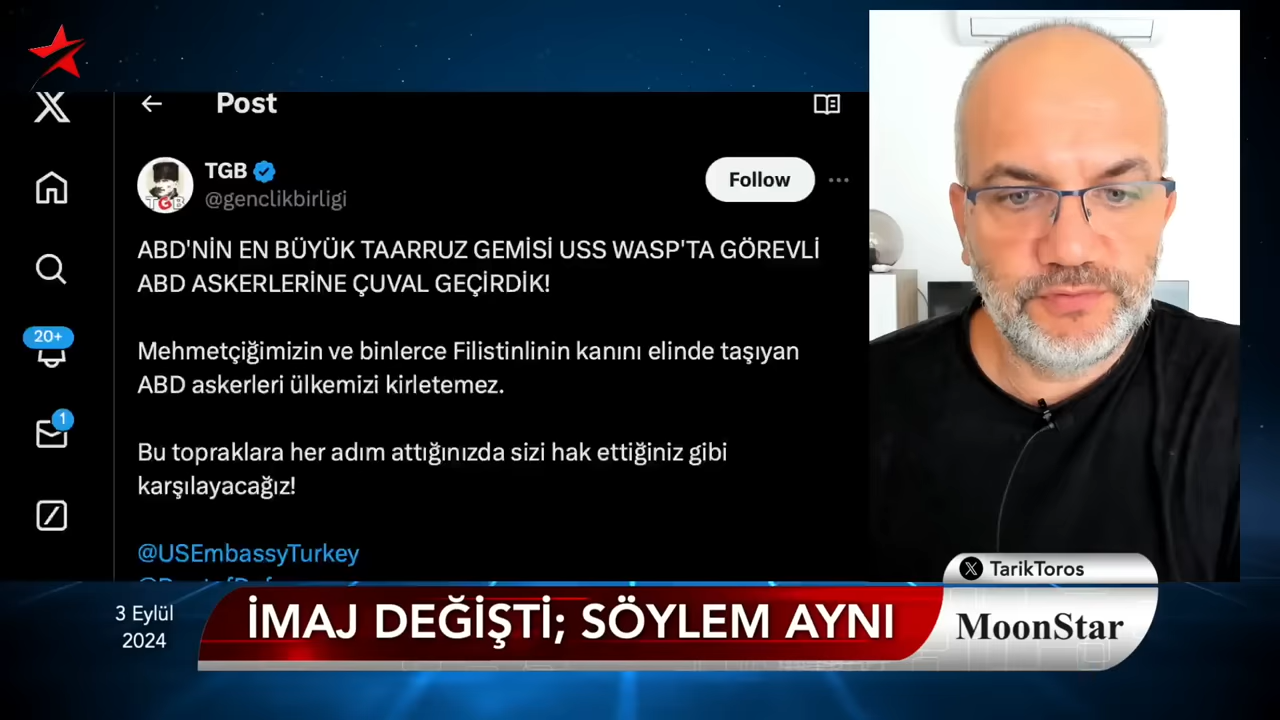 Post
TGB
@genclikbirligi
Follow
TGB
ABD'NİN EN BÜYÜK TAARRUZ GEMİSİ USS WASP'TA GÖREVLİ
ABD ASKERLERİNE ÇUVAL GEÇİRDİK!
Mehmetçiğimizin ve binlerce Filistinlinin kanını elinde taşıyan
ABD askerleri ülkemizi kirletemez.
Bu topraklara her adım attığınızda sizi hak ettiğiniz gibi
karşılayacağız!
@USEmbassyTurkey
20+
1
TarikToros
3 Eylül
2024
İMAJ DEĞİŞTİ; SÖYLEM AYNI
MoonStar